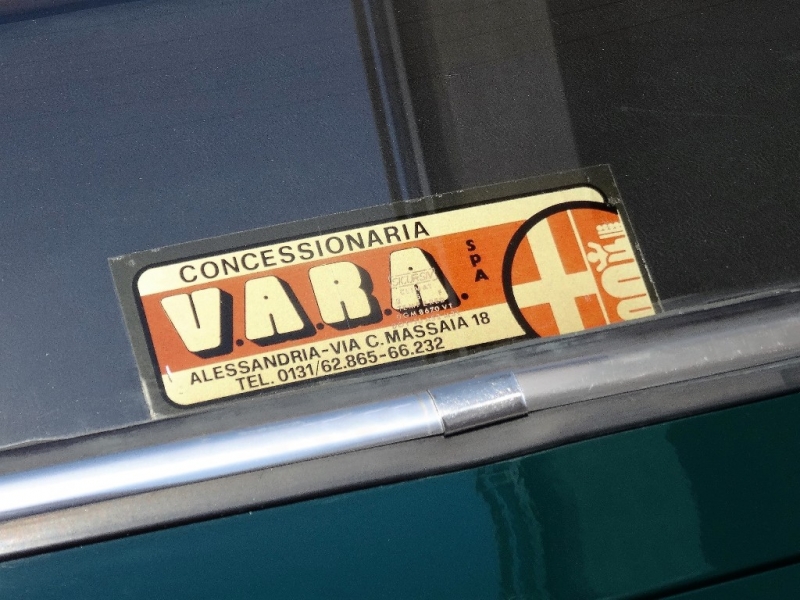 CONCESSIONARIA
V.A.R.A. SPA
ALESSANDRIA-VIA C. MASSAIA 18
TEL. 0131/62.865-66.232